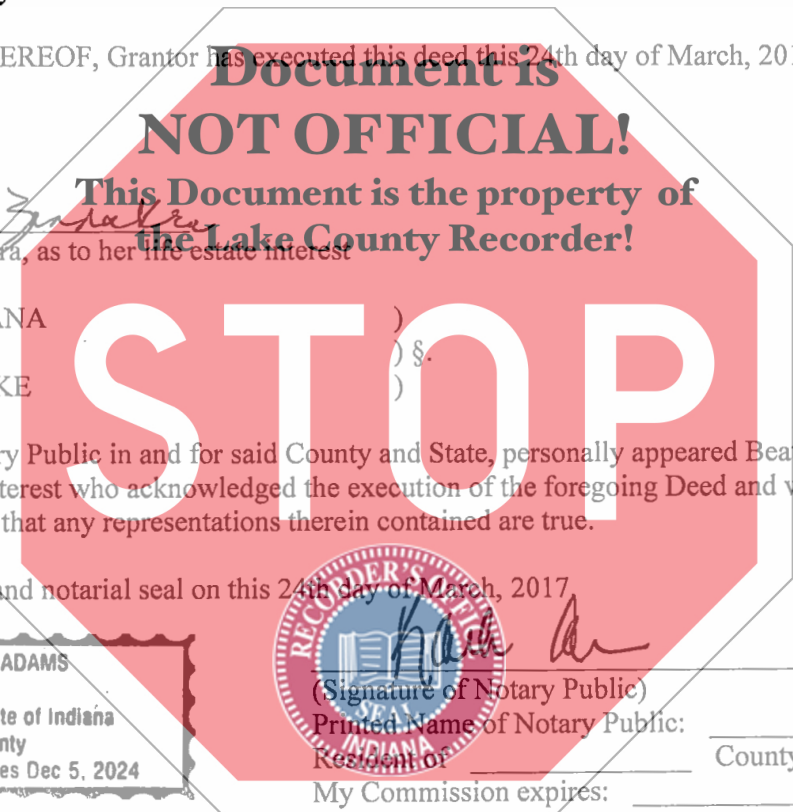 EREOF, Grantor has executed this deed this 24th day of March, 201
Document is
NOT OFFICIAL!
This Document is the property of
the Lake County Recorder!
ra, as to her life estate interest
ANA )
) §.
KE )
STOP
ry Public in and for said County and State, personally appeared Bea
terest who acknowledged the execution of the foregoing Deed and
that any representations therein contained are true.
nd notarial seal on this 24th day of March, 2017
RECORDER'S OFFICE
SEAL
INDIANA
ADAMS
te of Indiana
nty
es Dec 5, 2024
(Signature of Notary Public)
Printed Name of Notary Public:
Resident of County
My Commission expires: